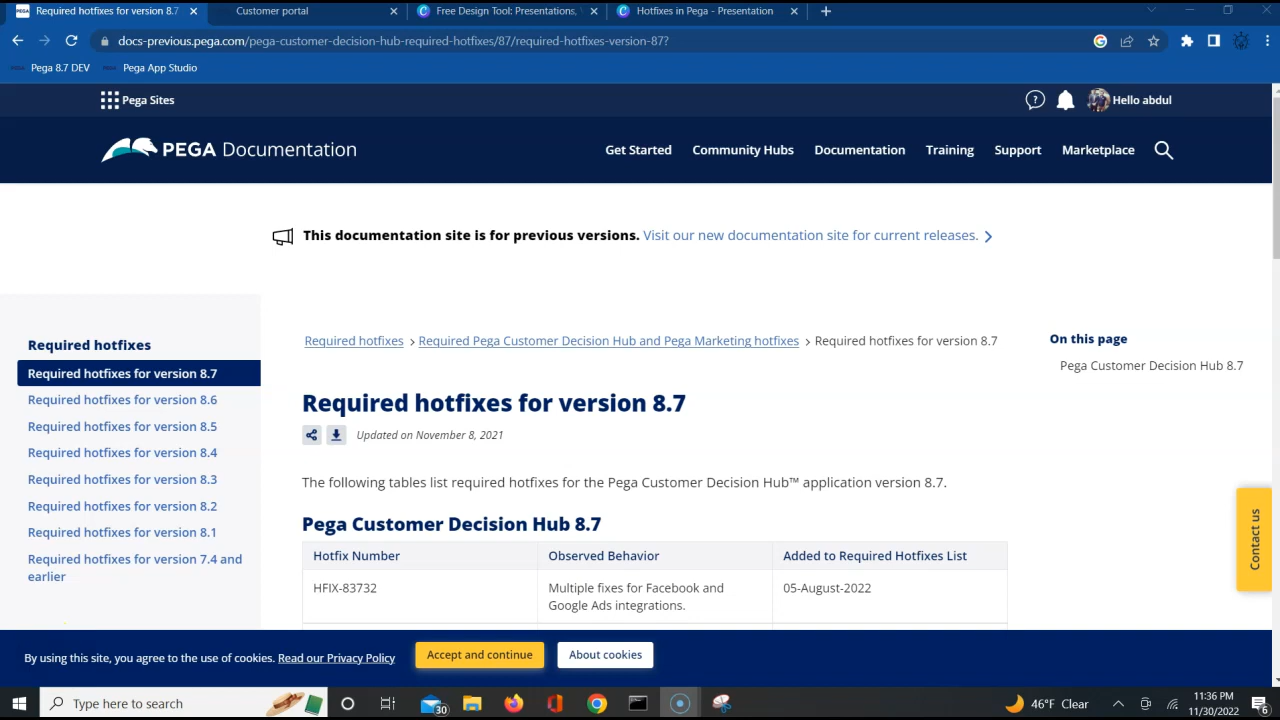 Required hotfixes for version 8.7
Customer portal
Free Design Tool: Presentations,
Hotfixes in Pega - Presentation
docs-previous.pega.com/pega-customer-decision-hub-required-hotfixes/87/required-hotfixes-version-87?
Pega 8.7 DEV
Pega App Studio
Pega Sites
Hello abdul
PEGA Documentation
Get Started
Community Hubs
Documentation
Training
Support
Marketplace
This documentation site is for previous versions. Visit our new documentation site for current releases.
Required hotfixes
Required hotfixes for version 8.7
Required hotfixes for version 8.6
Required hotfixes for version 8.5
Required hotfixes for version 8.4
Required hotfixes for version 8.3
Required hotfixes for version 8.2
Required hotfixes for version 8.1
Required hotfixes for version 7.4 and
earlier
Required hotfixes > Required Pega Customer Decision Hub and Pega Marketing hotfixes > Required hotfixes for version 8.7
Required hotfixes for version 8.7
Updated on November 8, 2021
The following tables list required hotfixes for the Pega Customer Decision Hub™ application version 8.7.
Pega Customer Decision Hub 8.7
Hotfix Number
Observed Behavior
Added to Required Hotfixes List
HFIX-83732
Multiple fixes for Facebook and
Google Ads integrations.
05-August-2022
On this page
Pega Customer Decision Hub 8.7
Contact us
By using this site, you agree to the use of cookies. Read our Privacy Policy
Accept and continue
About cookies
Type here to search
30
46°F Clear
11:36 PM
11/30/2022
6